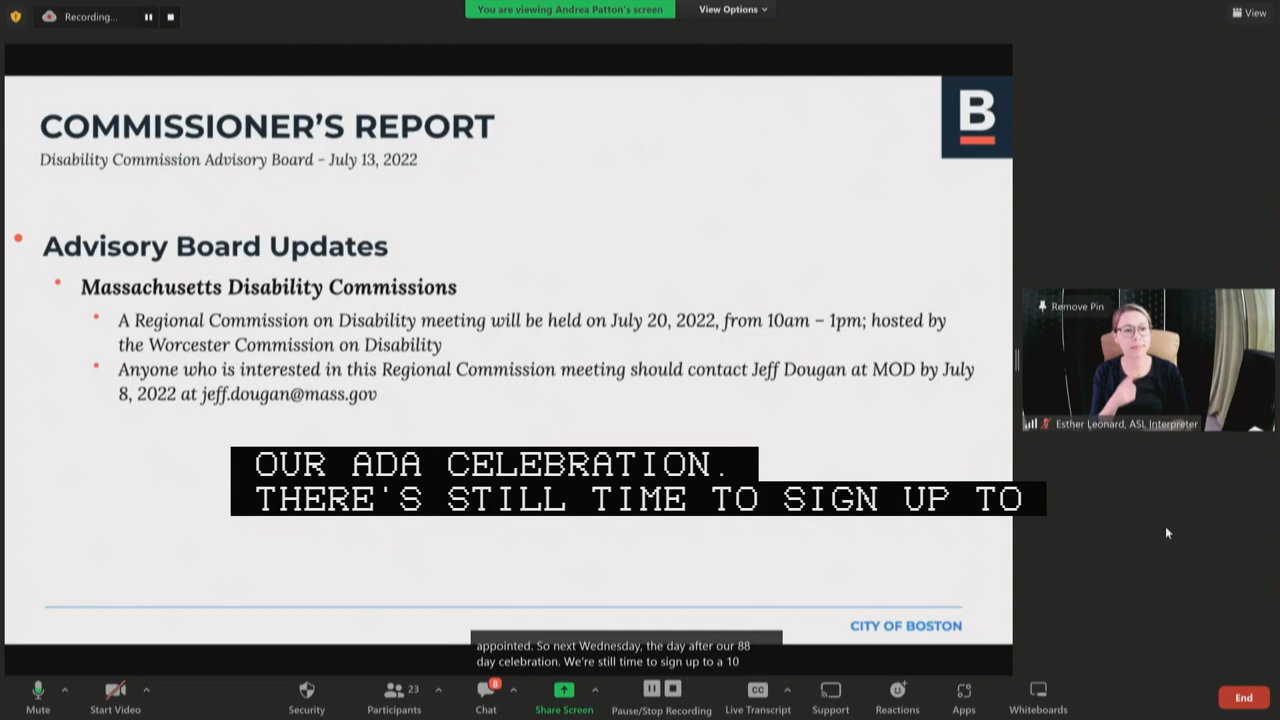 Recording...
You are viewing Andrea Patton's screen
View Options
View
B
COMMISSIONER'S REPORT
Disability Commission Advisory Board - July 13, 2022
Advisory Board Updates
Massachusetts Disability Commissions
A Regional Commission on Disability meeting will be held on July 20, 2022, from 10am – 1pm; hosted by
the Worcester Commission on Disability
Anyone who is interested in this Regional Commission meeting should contact Jeff Dougan at MOD by July
8, 2022 at jeff.dougan@mass.gov
Remove Pin
Esther Leonard, ASL Interpreter
OUR ADA CELEBRATION.
THERE'S STILL TIME TO SIGN UP TO
CITY OF BOSTON
appointed. So next Wednesday, the day after our 88
day celebration. We're still time to sign up to a 10
Mute
Start Video
Security
23
Participants
8
Chat
Share Screen
Pause/Stop Recording
CC
Live Transcript
Support
Reactions
Apps
Whiteboards
End